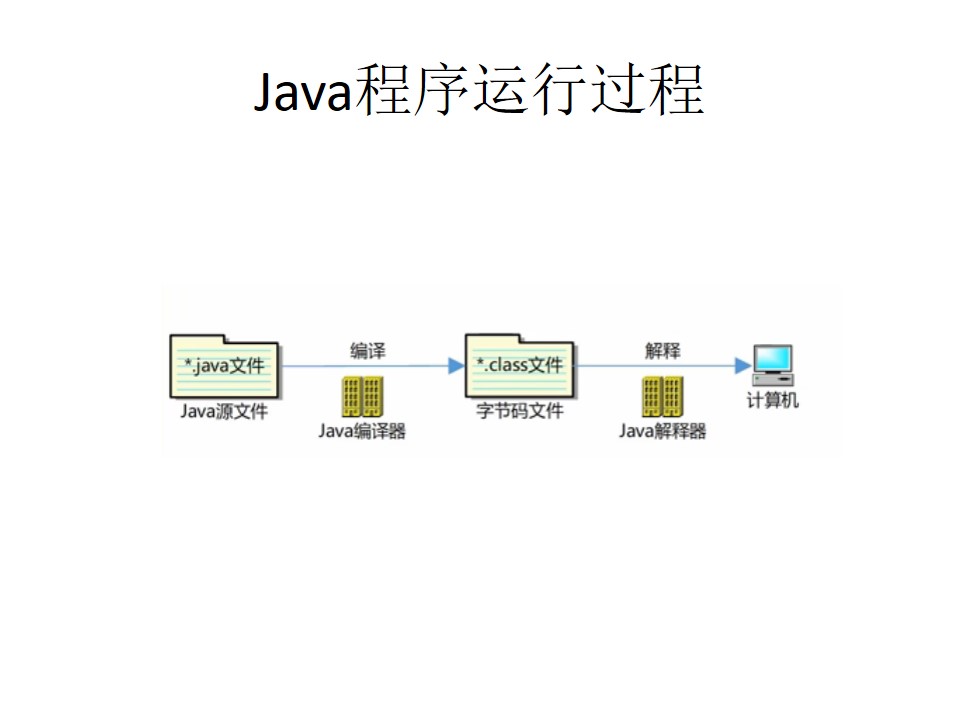 Java程序运行过程
*.java文件
Java源文件
编译
Java编译器
*.class文件
字节码文件
解释
Java解释器
计算机